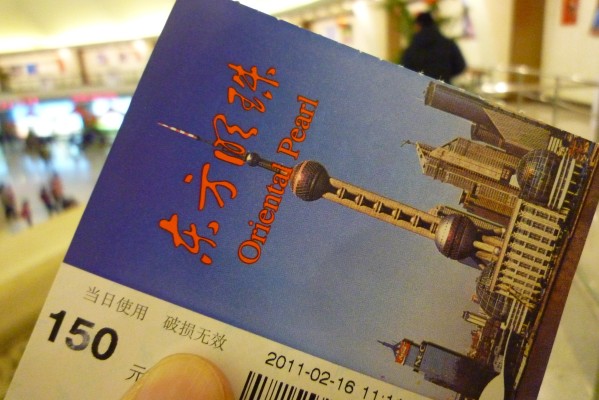 东方明珠
Oriental Pearl
当日使用 破损无效
150
元
2011-02-16 11:1